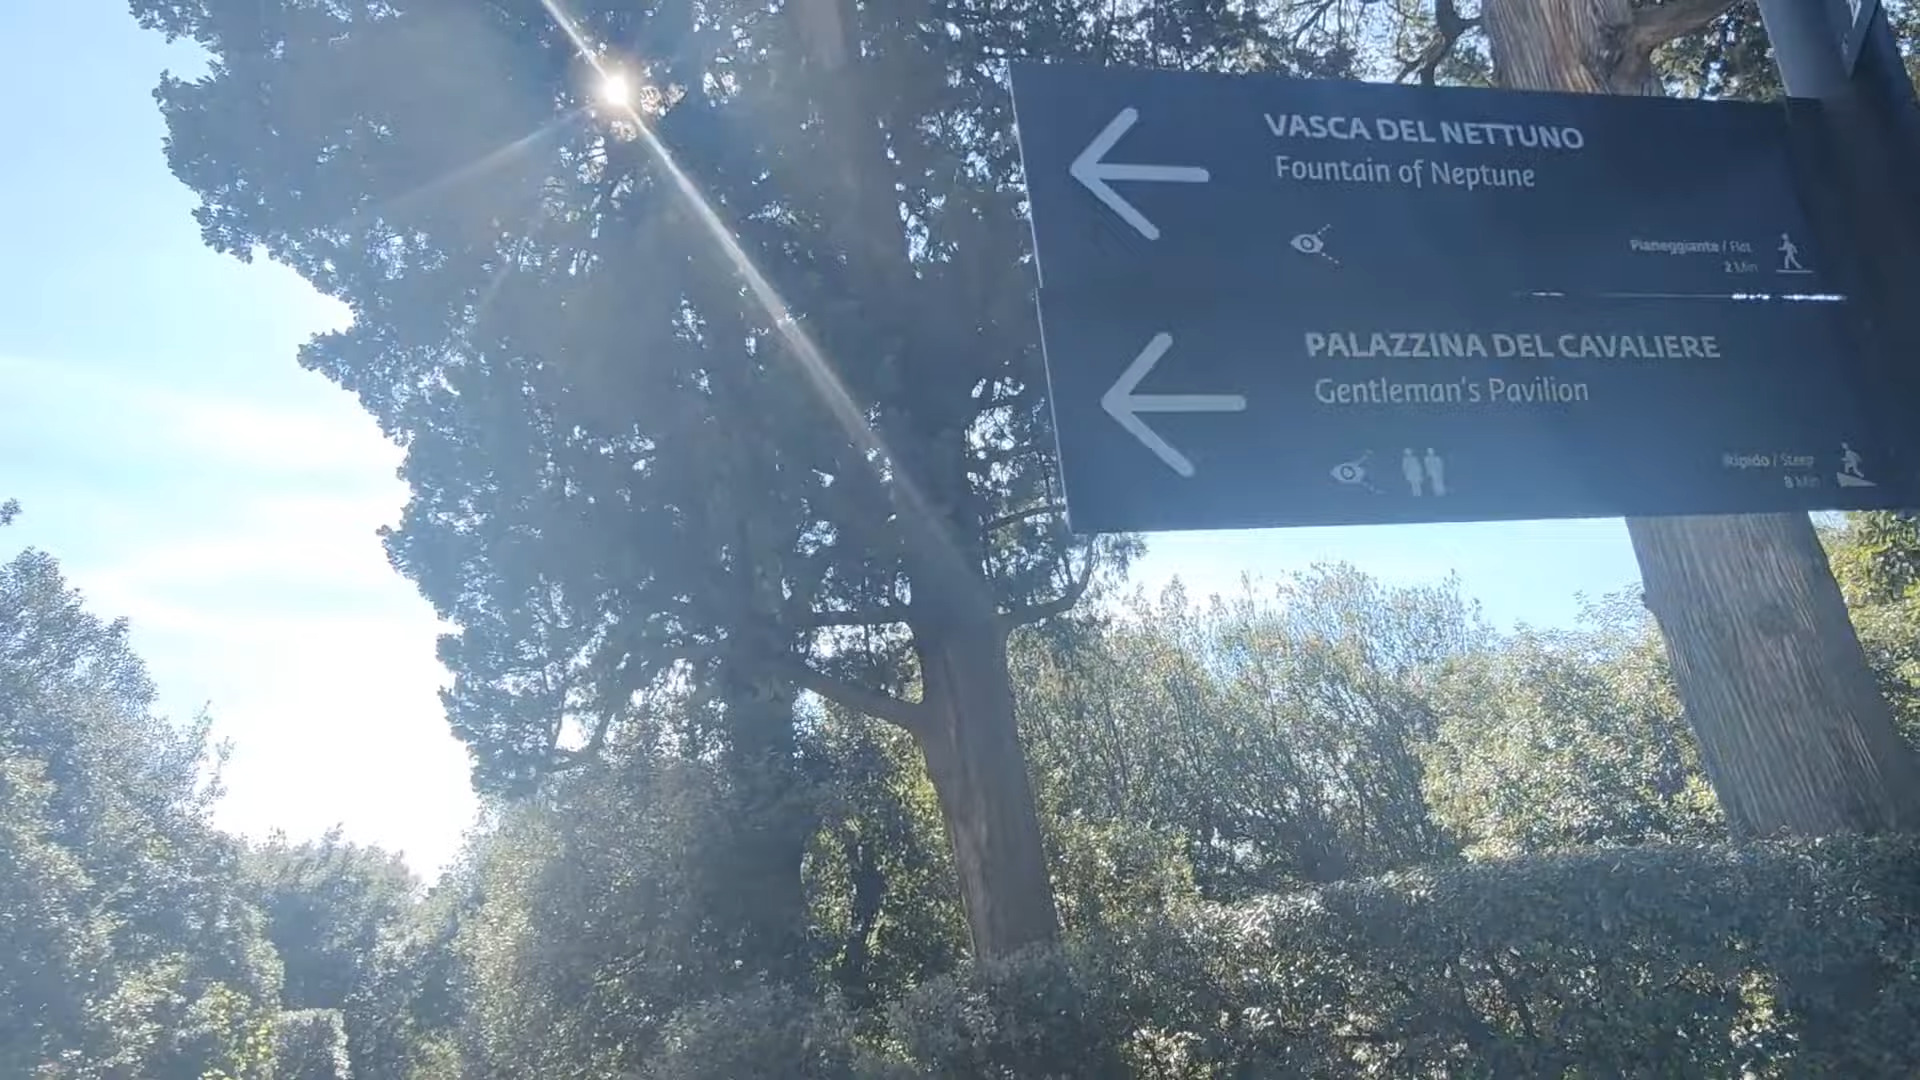 VASCA DEL NETTUNO
Fountain of Neptune
Pianeggiante / Flat
2 Min
PALAZZINA DEL CAVALIERE
Gentleman's Pavilion
Ripido / Steep
8 Min